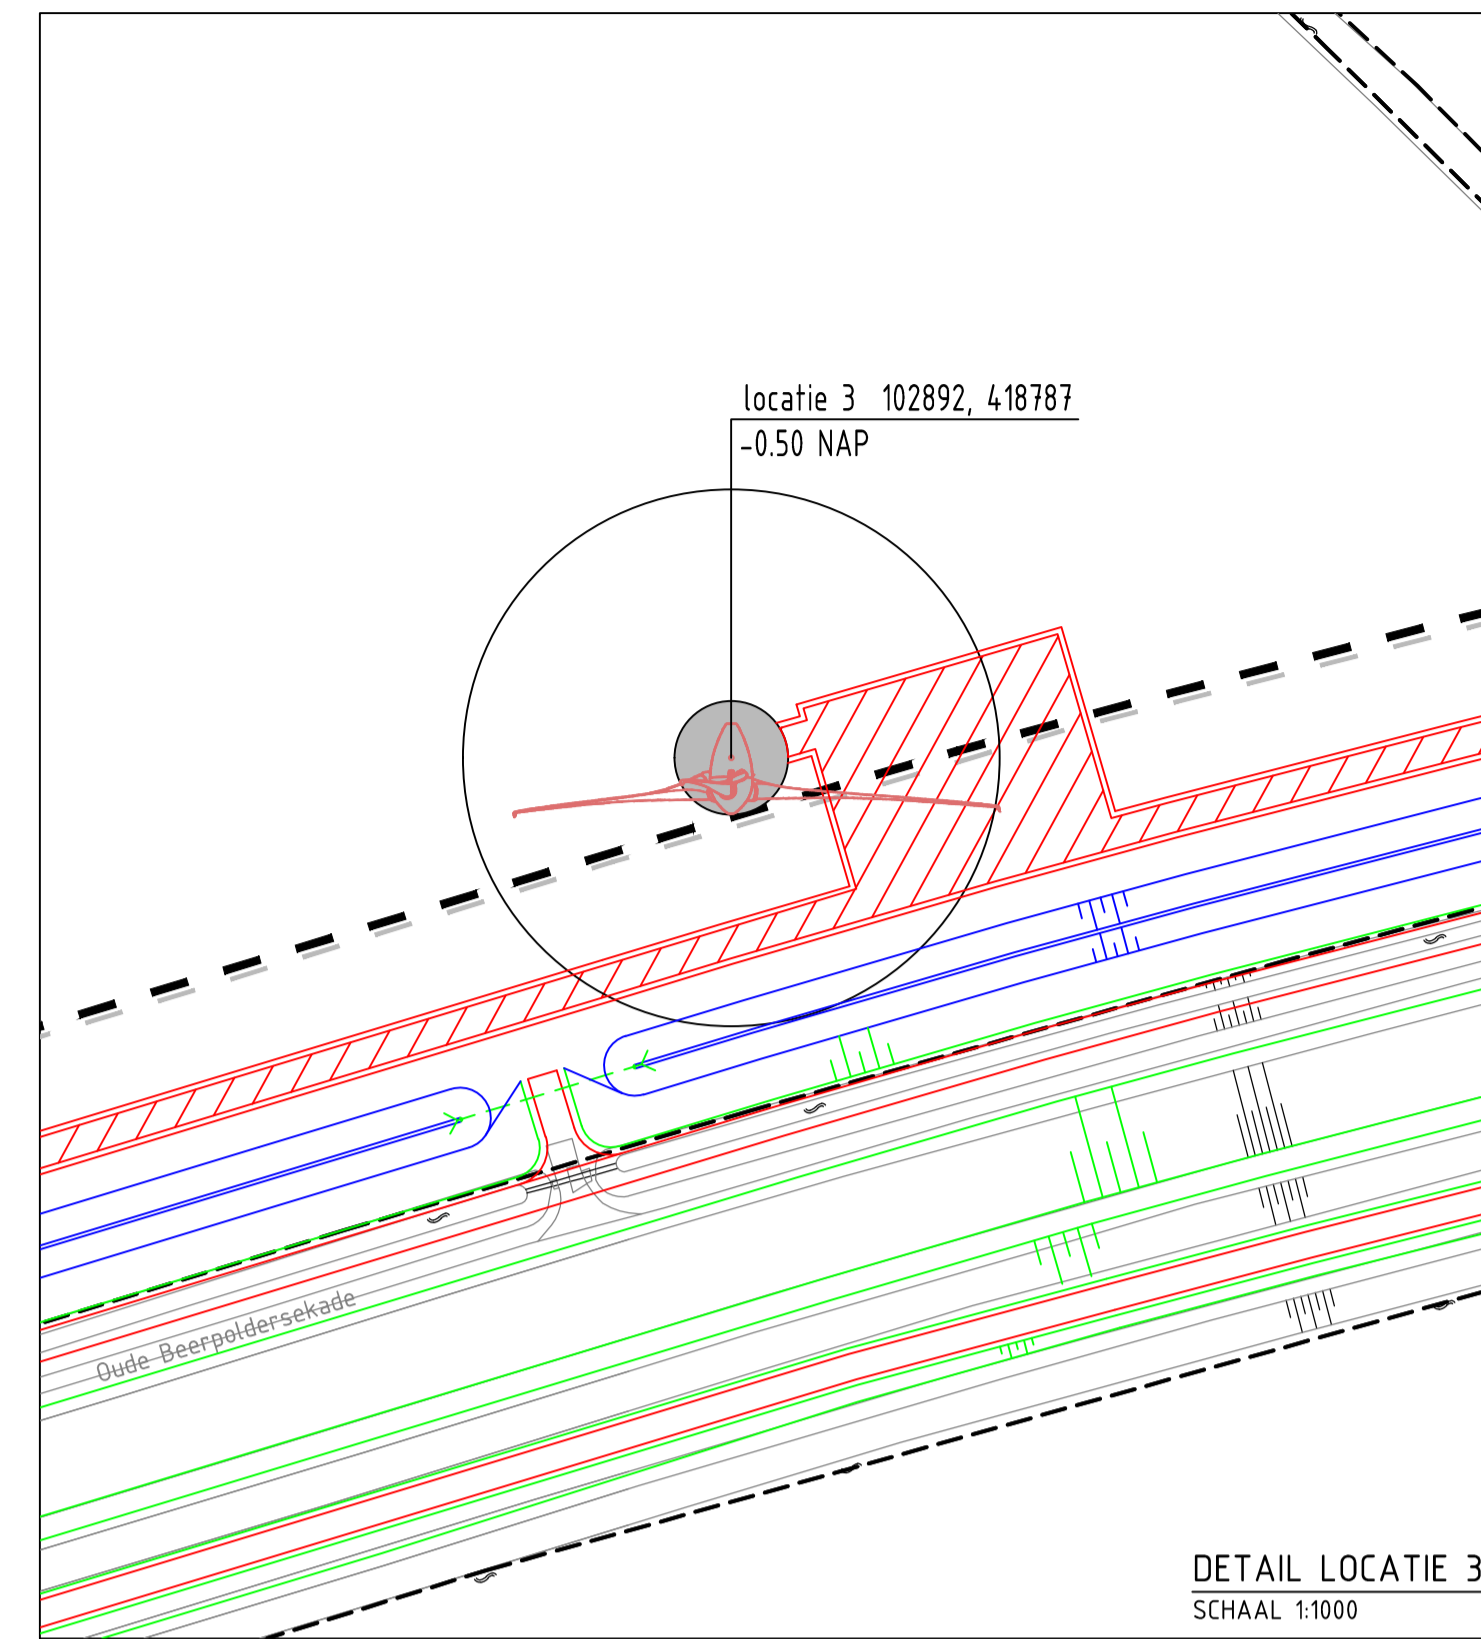 locatie 3 102892, 418787
-0.50 NAP
Oude Beerpoldersekade
DETAIL LOCATIE 3
SCHAAL 1:1000